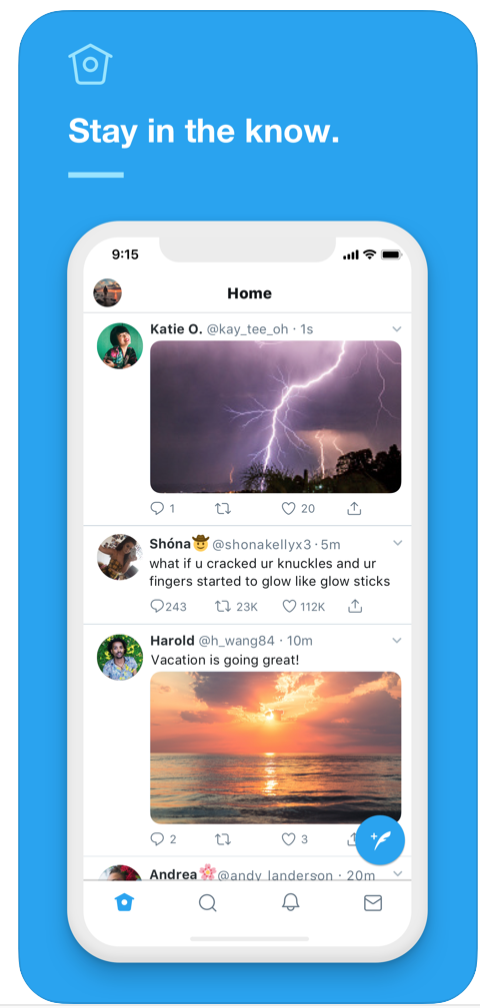 Stay in the know.
9:15
Home
Katie O. @kay_tee_oh · 1s
1 20
Shóna🤠@shonakellyx3 · 5m
what if u cracked ur knuckles and ur
fingers started to glow like glow sticks
243 23K 112K
Harold @h_wang84 · 10m
Vacation is going great!
2 3
Andrea🌸@andy_landerson · 20m